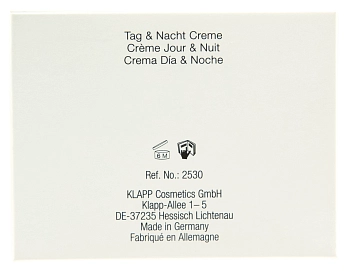 Tag & Nacht Creme
Crème Jour & Nuit
Crema Día & Noche
6 M
Ref. No.: 2530
KLAPP Cosmetics GmbH
Klapp-Allee 1–5
DE-37235 Hessisch Lichtenau
Made in Germany
Fabriqué en Allemagne